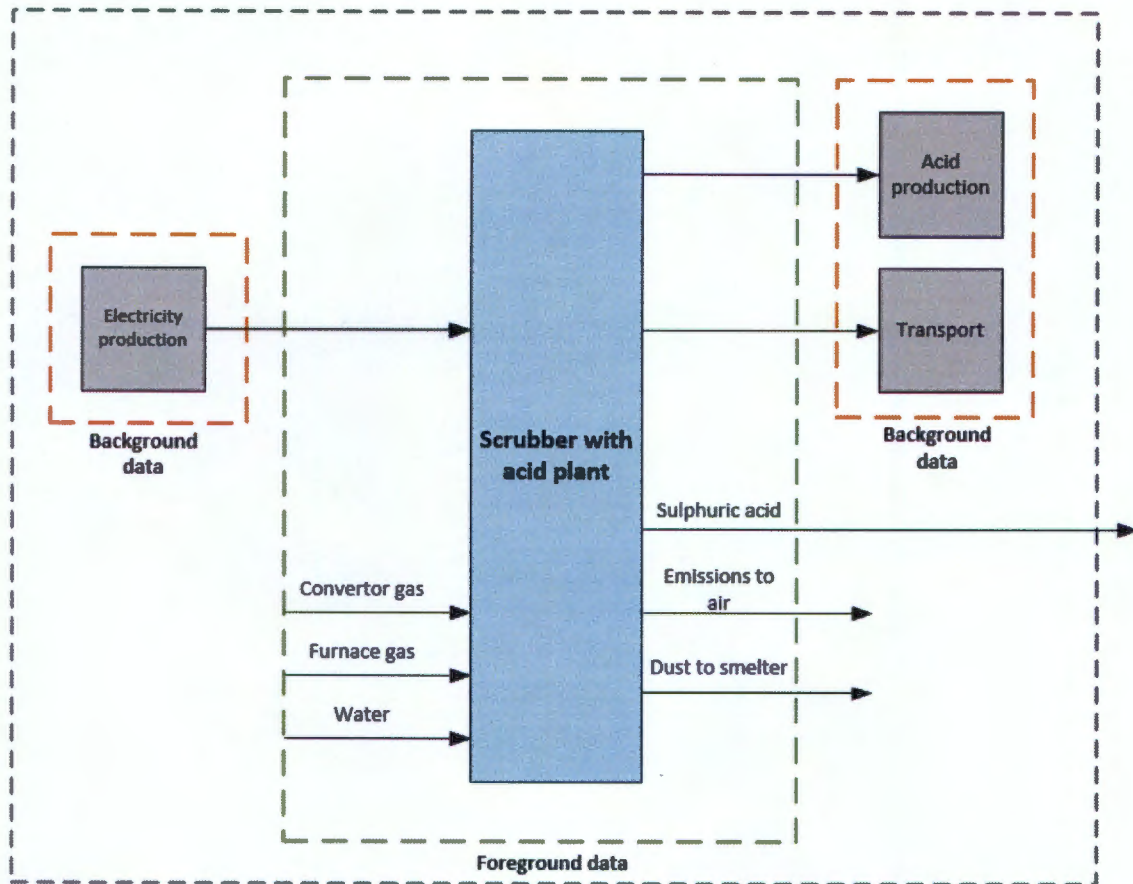 Acid
production
Electricity
production
Transport
Background
data
Background
data
Scrubber with
acid plant
Sulphuric acid
Convertor gas
Emissions to
air
Furnace gas
Dust to smelter
Water
Foreground data